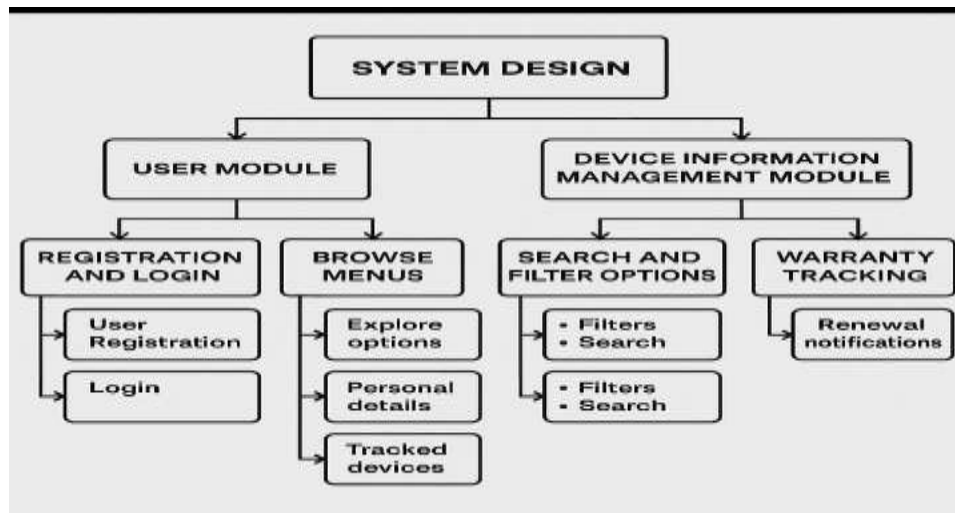 SYSTEM DESIGN
USER MODULE
DEVICE INFORMATION
MANAGEMENT MODULE
REGISTRATION
AND LOGIN
BROWSE
MENUS
SEARCH AND
FILTER OPTIONS
WARRANTY
TRACKING
User
Registration
Login
Explore
options
Personal
details
Tracked
devices
• Filters
• Search
• Filters
• Search
Renewal
notifications